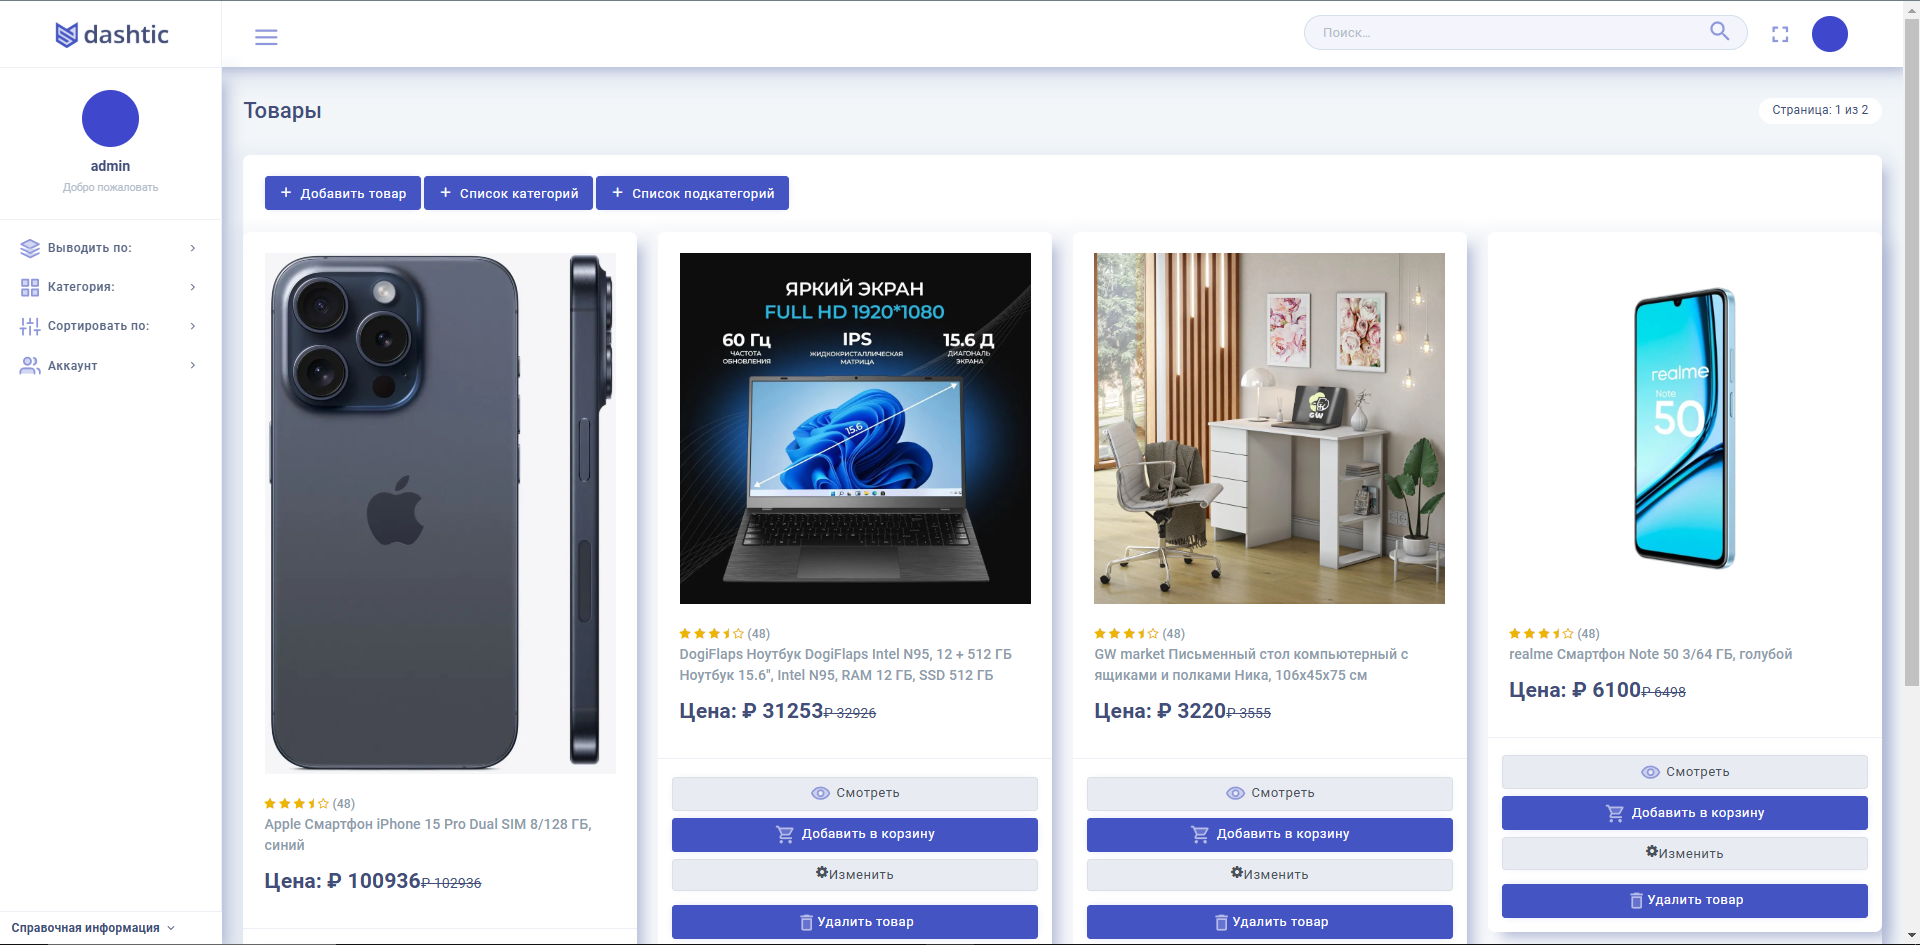 dashtic
Поиск...
admin
Добро пожаловать
Выводить по:
Категория:
Сортировать по:
Аккаунт
Справочная информация
Товары
Страница: 1 из 2
+ Добавить товар
+ Список категорий
+ Список подкатегорий
(48)
Apple Смартфон iPhone 15 Pro Dual SIM 8/128 ГБ,
синий
Цена: ₽ 100936₽ 102936
ЯРКИЙ ЭКРАН
FULL HD 1920*1080
60 Гц
ЧАСТОТА
ОБНОВЛЕНИЯ
IPS
ЖИДКОКРИСТАЛЛИЧЕСКАЯ
МАТРИЦА
15.6 Д
ДИАГОНАЛЬ
ЭКРАНА
15.6
(48)
DogiFlaps Ноутбук DogiFlaps Intel N95, 12 + 512 ГБ
Ноутбук 15.6", Intel N95, RAM 12 ГБ, SSD 512 ГБ
Цена: ₽ 31253₽ 32926
Смотреть
Добавить в корзину
Изменить
Удалить товар
GW
(48)
GW market Письменный стол компьютерный с
ящиками и полками Ника, 106х45х75 см
Цена: ₽ 3220₽ 3555
Смотреть
Добавить в корзину
Изменить
Удалить товар
realme
Note
50
(48)
realme Смартфон Note 50 3/64 ГБ, голубой
Цена: ₽ 6100₽ 6498
Смотреть
Добавить в корзину
Изменить
Удалить товар